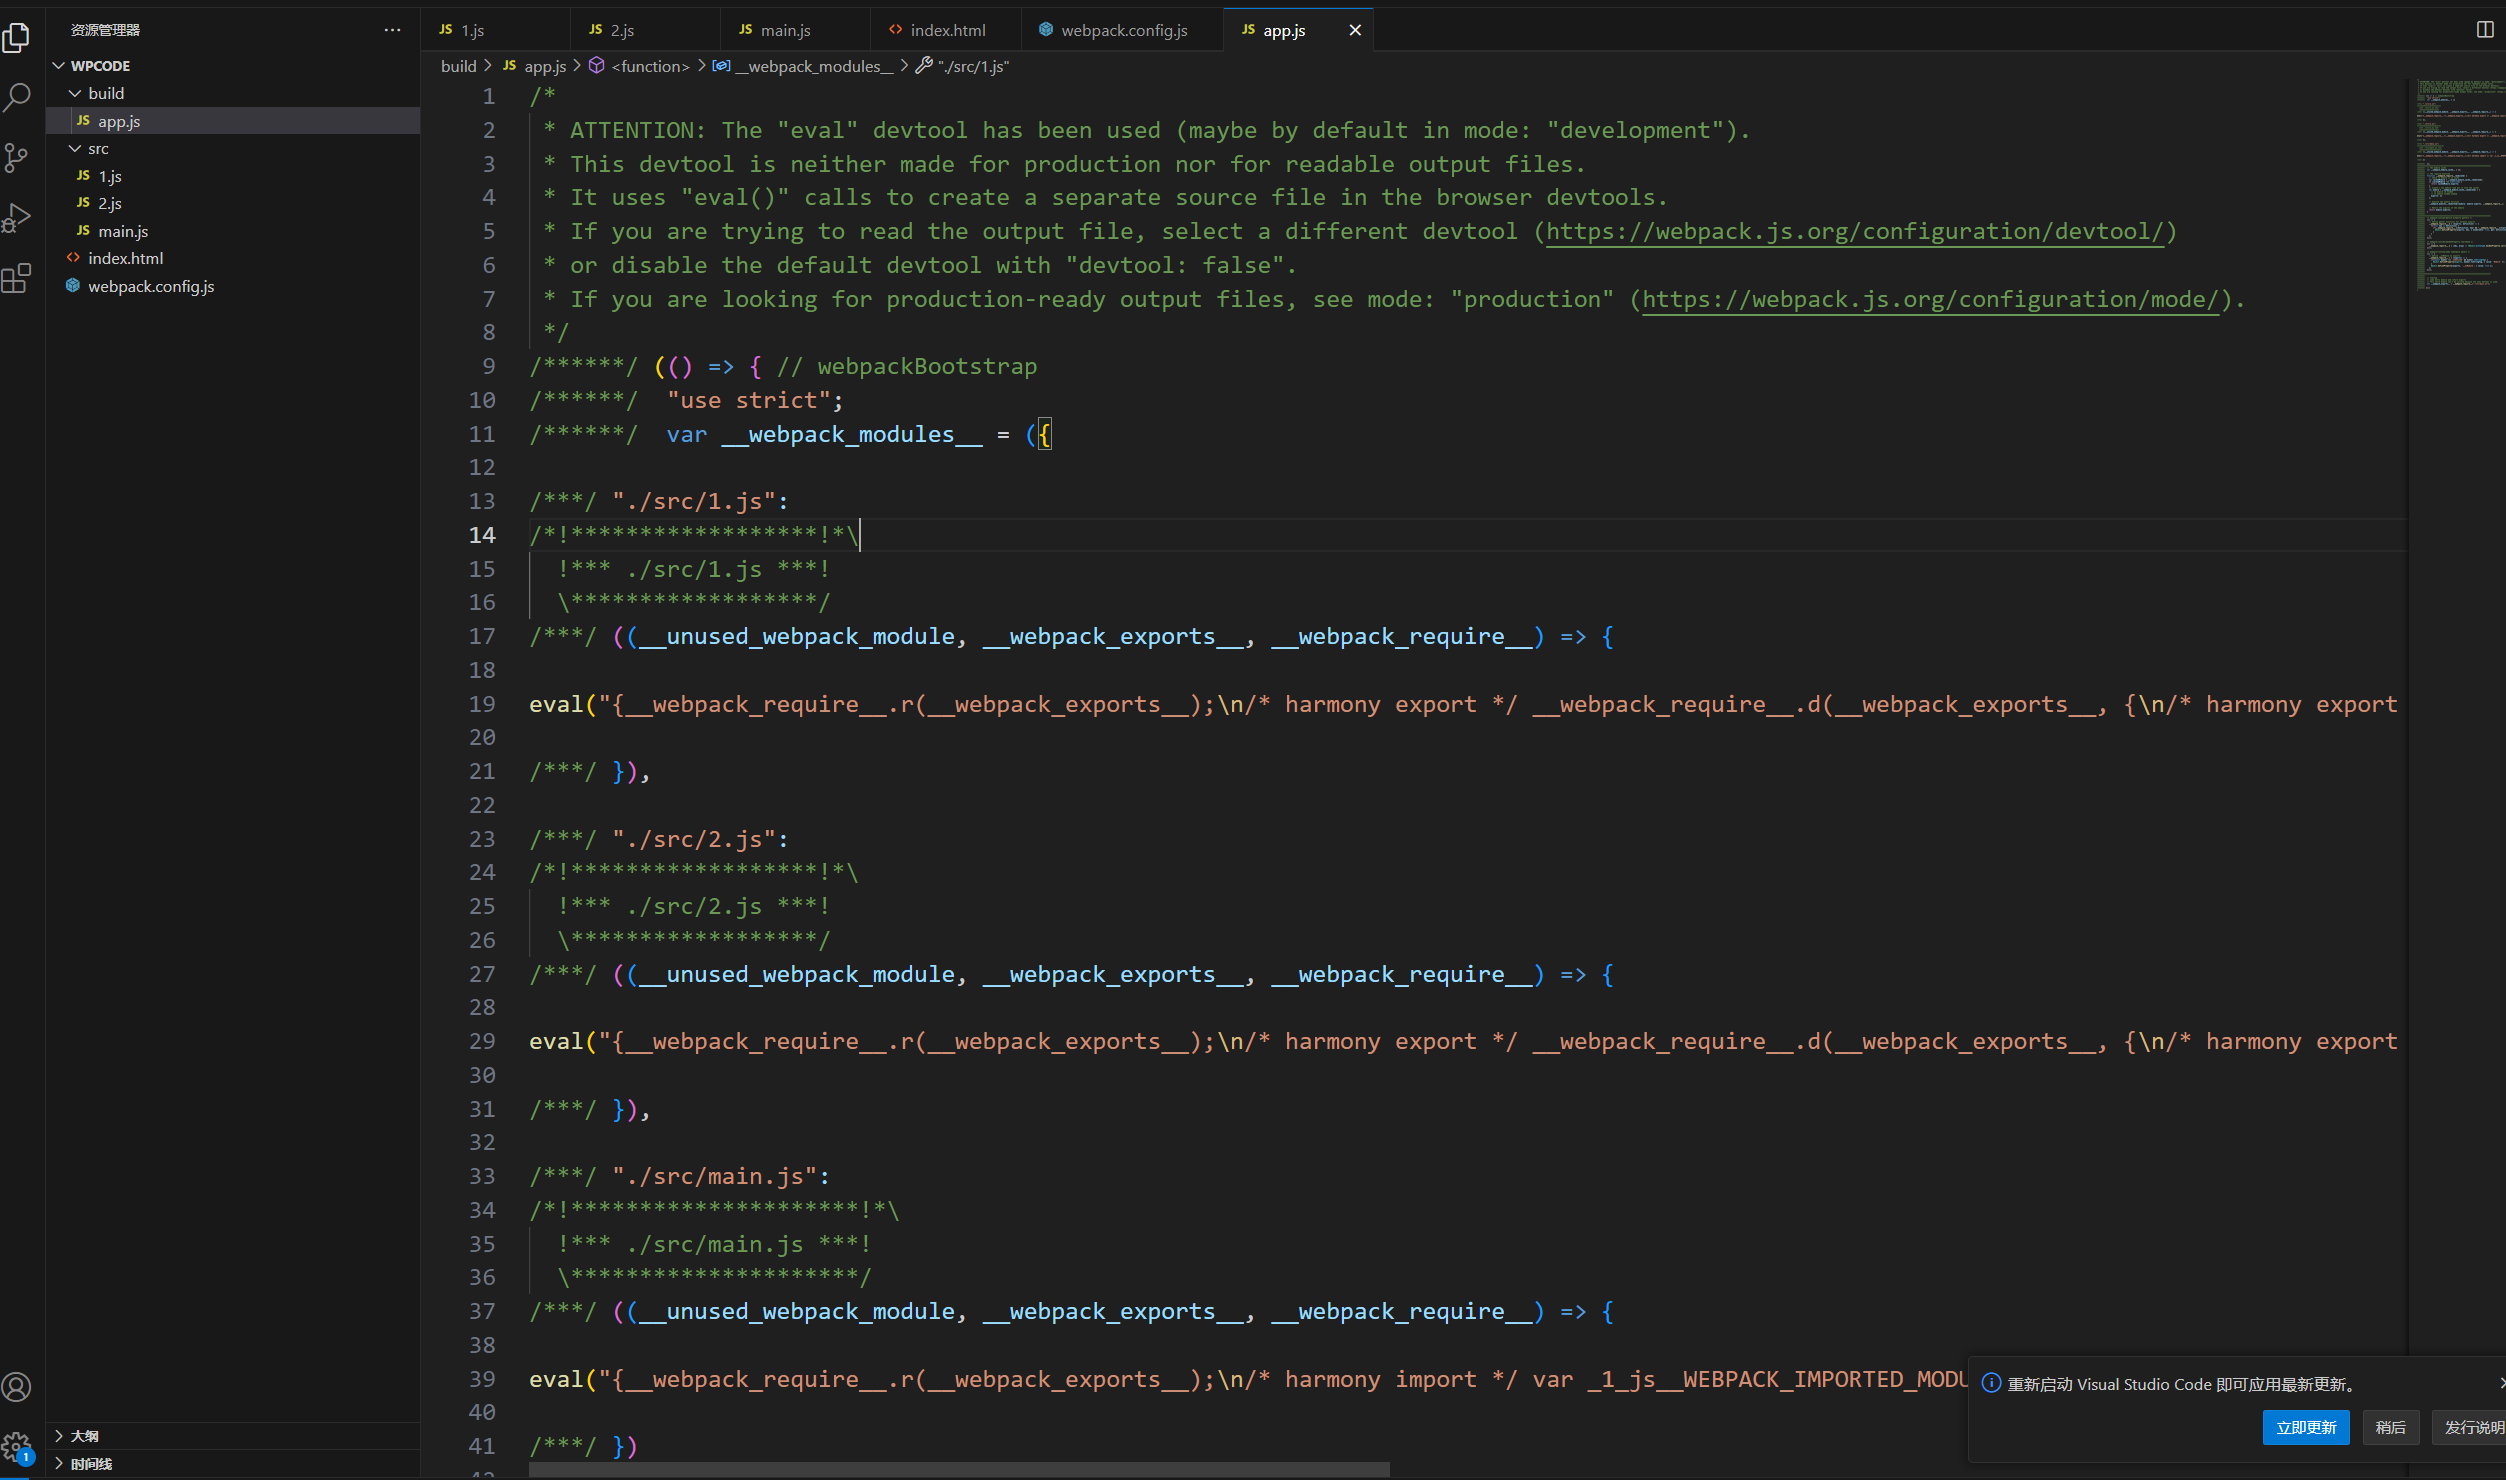 资源管理器
WPCODE
build
JS app.js
src
JS 1.js
JS 2.js
JS main.js
<> index.html
webpack.config.js
大纲
时间线
1
JS 1.js
JS 2.js
JS main.js
<> index.html
webpack.config.js
JS app.js
build > JS app.js > <function> > __webpack_modules__ > "./src/1.js"
1 /*
2 * ATTENTION: The "eval" devtool has been used (maybe by default in mode: "development").
3 * This devtool is neither made for production nor for readable output files.
4 * It uses "eval()" calls to create a separate source file in the browser devtools.
5 * If you are trying to read the output file, select a different devtool (https://webpack.js.org/configuration/devtool/)
6 * or disable the default devtool with "devtool: false".
7 * If you are looking for production-ready output files, see mode: "production" (https://webpack.js.org/configuration/mode/).
8 */
9 /******/ (() => { // webpackBootstrap
10 /******/ "use strict";
11 /******/ var __webpack_modules__ = ({
12
13 /***/ "./src/1.js":
14 /*!******************!*\
15 !*** ./src/1.js ***!
16 \******************/
17 /***/ ((__unused_webpack_module, __webpack_exports__, __webpack_require__) => {
18
19 eval("{__webpack_require__.r(__webpack_exports__);\n/* harmony export */ __webpack_require__.d(__webpack_exports__, {\n/* harmony export
20
21 /***/ }),
22
23 /***/ "./src/2.js":
24 /*!******************!*\
25 !*** ./src/2.js ***!
26 \******************/
27 /***/ ((__unused_webpack_module, __webpack_exports__, __webpack_require__) => {
28
29 eval("{__webpack_require__.r(__webpack_exports__);\n/* harmony export */ __webpack_require__.d(__webpack_exports__, {\n/* harmony export
30
31 /***/ }),
32
33 /***/ "./src/main.js":
34 /*!*********************!*\
35 !*** ./src/main.js ***!
36 \*********************/
37 /***/ ((__unused_webpack_module, __webpack_exports__, __webpack_require__) => {
38
39 eval("{__webpack_require__.r(__webpack_exports__);\n/* harmony import */ var _1_js__WEBPACK_IMPORTED_MODU
40
41 /***/ })
重新启动 Visual Studio Code 即可应用最新更新。
立即更新
稍后
发行说明